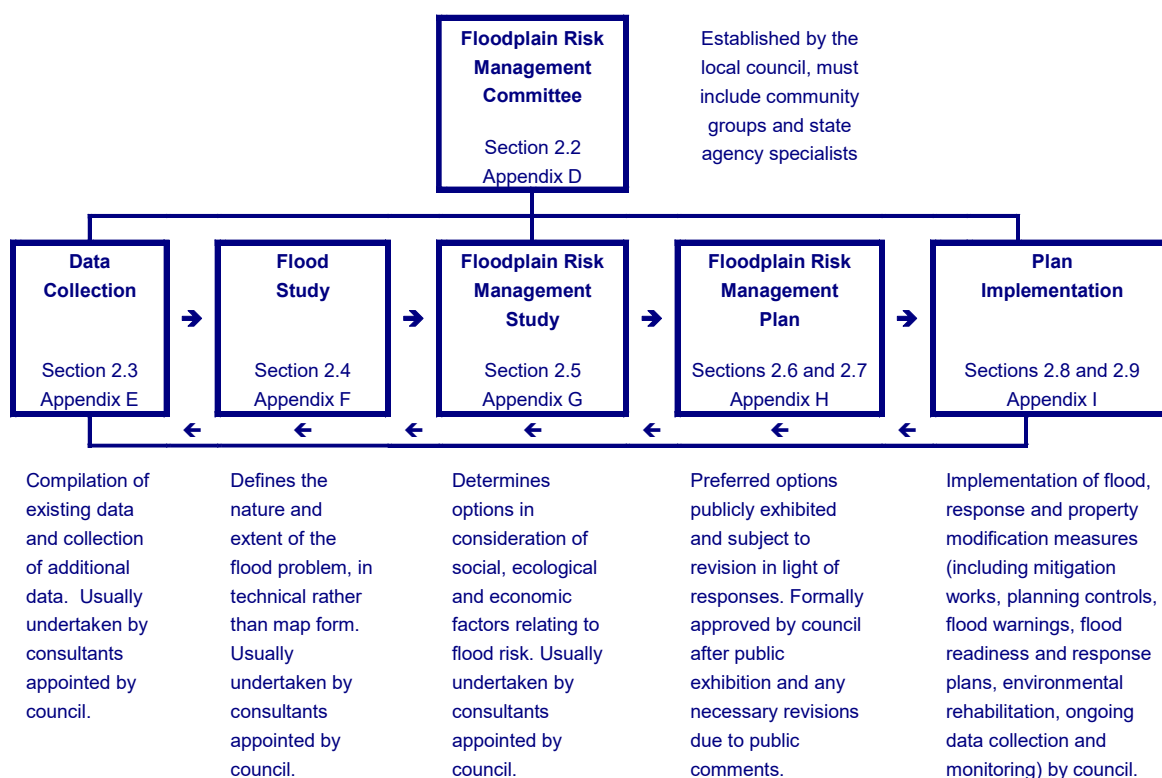 Floodplain Risk
Management
Committee
Section 2.2
Appendix D
Established by the
local council, must
include community
groups and state
agency specialists
Data
Collection
Section 2.3
Appendix E
Flood
Study
Section 2.4
Appendix F
Floodplain Risk
Management
Study
Section 2.5
Appendix G
Floodplain Risk
Management
Plan
Sections 2.6 and 2.7
Appendix H
Plan
Implementation
Sections 2.8 and 2.9
Appendix I
Compilation of
existing data
and collection
of additional
data.  Usually
undertaken by
consultants
appointed by
council.
Defines the
nature and
extent of the
flood problem, in
technical rather
than map form.
Usually
undertaken by
consultants
appointed by
council.
Determines
options in
consideration of
social, ecological
and economic
factors relating to
flood risk. Usually
undertaken by
consultants
appointed by
council.
Preferred options
publicly exhibited
and subject to
revision in light of
responses. Formally
approved by council
after public
exhibition and any
necessary revisions
due to public
comments.
Implementation of flood,
response and property
modification measures
(including mitigation
works, planning controls,
flood warnings, flood
readiness and response
plans, environmental
rehabilitation, ongoing
data collection and
monitoring) by council.